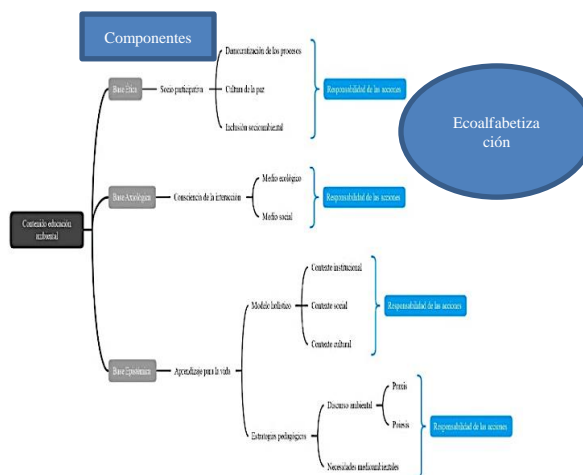 Componentes
Democratización de los procesos
Base Ética
Socio participativa
Cultura de la paz
Responsabilidad de las acciones
Inclusión socioambiental
Ecoalfabetiza
ción
Medio ecológico
Base Axiológica
Consciencia de la interacción
Responsabilidad de las acciones
Medio social
Contenido educación
ambiental
Contexto institucional
Modelo holístico
Contexto social
Responsabilidad de las acciones
Contexto cultural
Base Epistémica
Aprendizaje para la vida
Praxis
Discurso ambiental
Poiesis
Responsabilidad de las acciones
Estrategias pedagógicas
Necesidades medioambientales